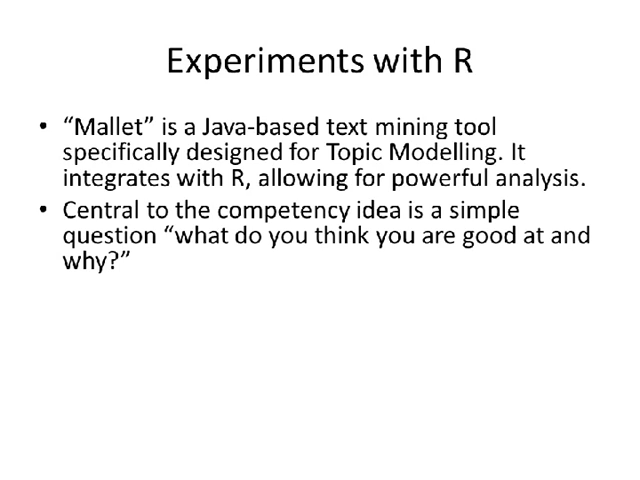 Experiments with R
• “Mallet” is a Java-based text mining tool
specifically designed for Topic Modelling. It
integrates with R, allowing for powerful analysis.
• Central to the competency idea is a simple
question “what do you think you are good at and
why?”